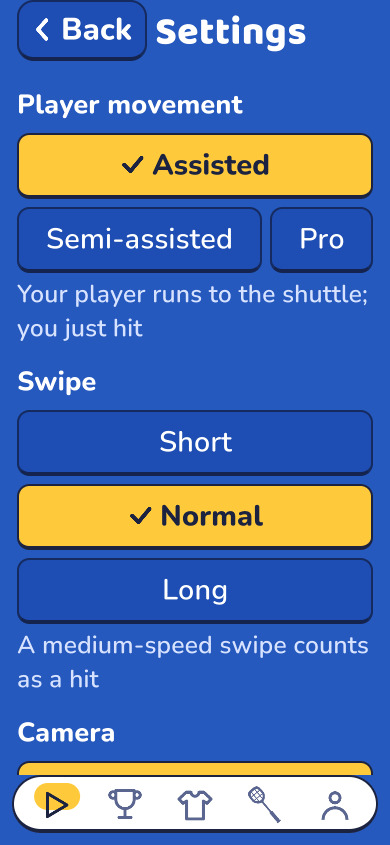 Back Settings
Player movement
Assisted
Semi-assisted Pro
Your player runs to the shuttle;
you just hit
Swipe
Short
Normal
Long
A medium-speed swipe counts
as a hit
Camera